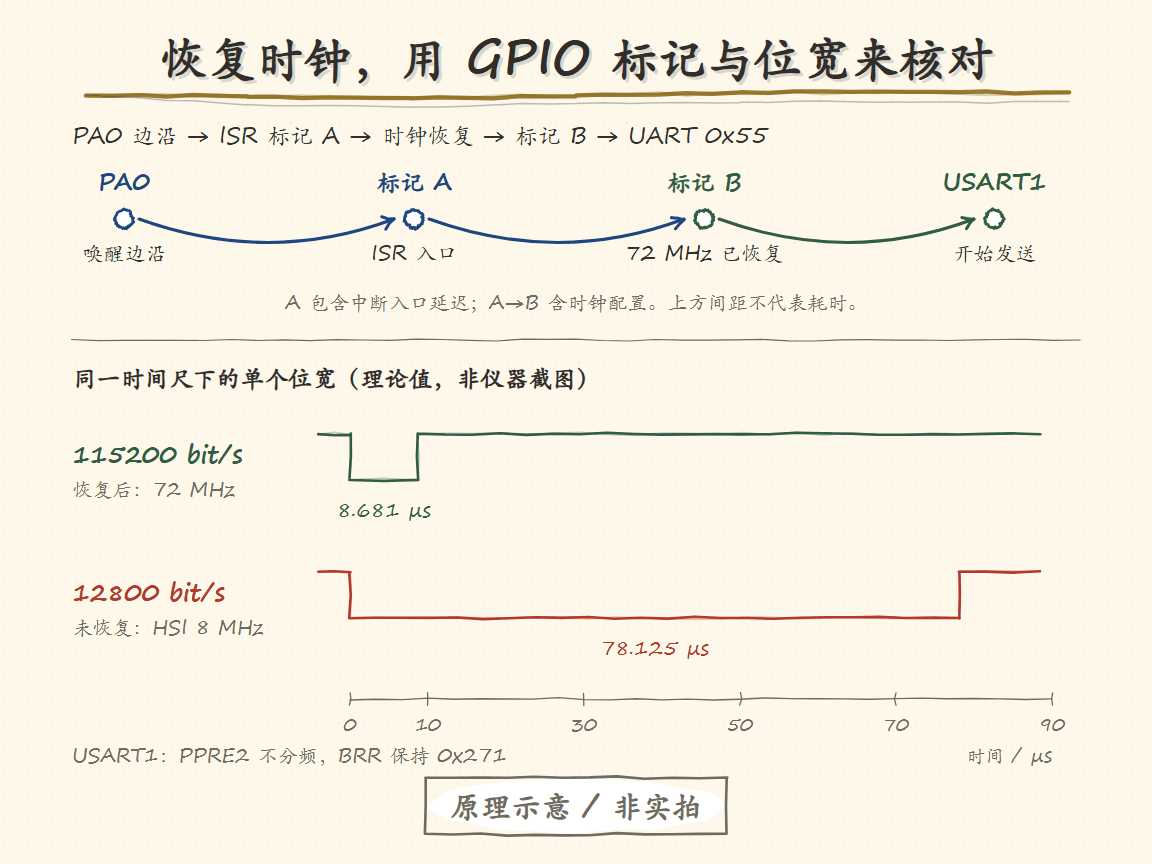 恢复时钟，用 GPIO 标记与位宽来核对
PA0 边沿 → ISR 标记 A → 时钟恢复 → 标记 B → UART 0x55
PA0 标记 A 标记 B USART1
唤醒边沿 ISR 入口 72 MHz 已恢复 开始发送
A 包含中断入口延迟；A→B 含时钟配置。上方间距不代表耗时。
同一时间尺下的单个位宽（理论值，非仪器截图）
115200 bit/s
恢复后：72 MHz
8.681 µs
12800 bit/s
未恢复：HSI 8 MHz
78.125 µs
0 10 30 50 70 90
USART1：PPRE2 不分频，BRR 保持 0x271 时间 / µs
原理示意 / 非实拍